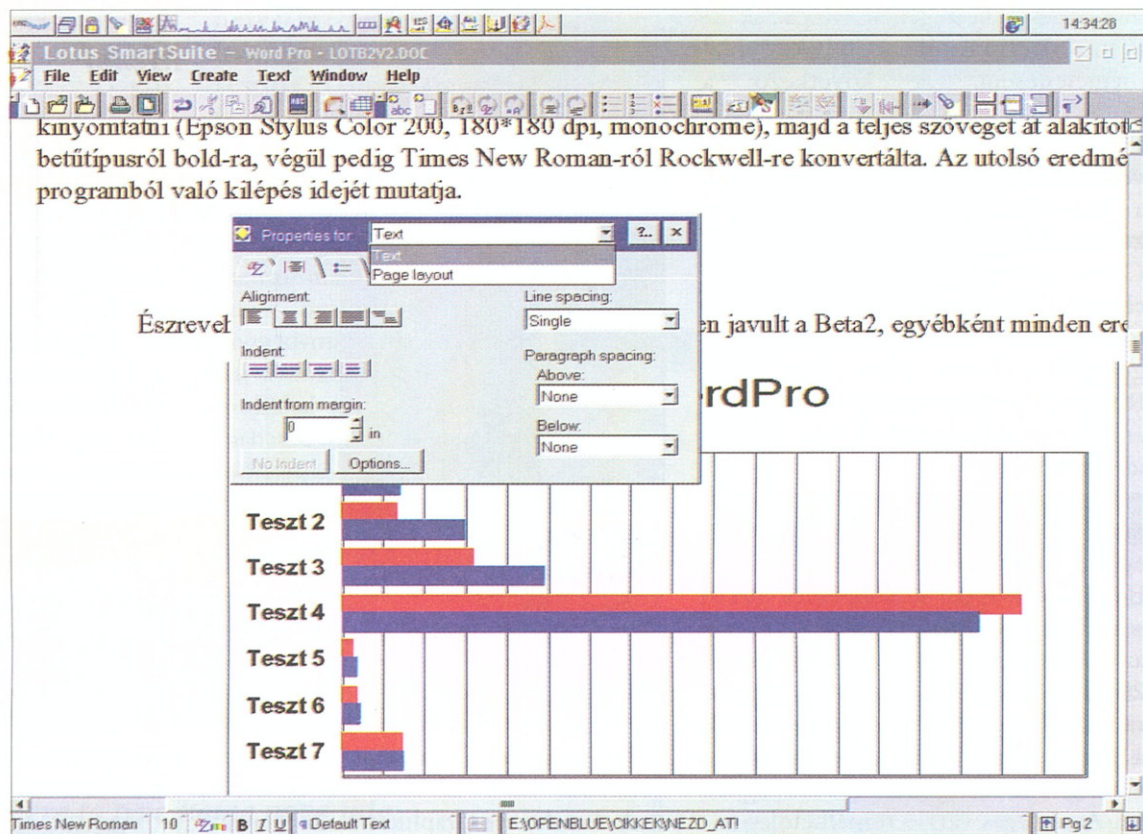 14:34:28
Lotus SmartSuite - Word Pro - LOTB2V2.DOC
File Edit View Create Text Window Help
kinyomtatni (Epson Stylus Color 200, 180*180 dpi, monochrome), majd a teljes szöveget át alakítot
betűtípusról bold-ra, végül pedig Times New Roman-ról Rockwell-re konvertálta. Az utolsó eredmé
programból való kilépés idejét mutatja.
Properties for: Text
Text
Page layout
Alignment:
Line spacing:
Single
Észreveh
en javult a Beta2, egyébként minden ere
Indent:
Paragraph spacing:
Above:
None
rdPro
Indent from margin:
0 in
Below:
None
No Indent Options...
Teszt 2
Teszt 3
Teszt 4
Teszt 5
Teszt 6
Teszt 7
Times New Roman 10 B I U Default Text E:\OPENBLUE\CIKKEK\NEZD_AT! Pg 2